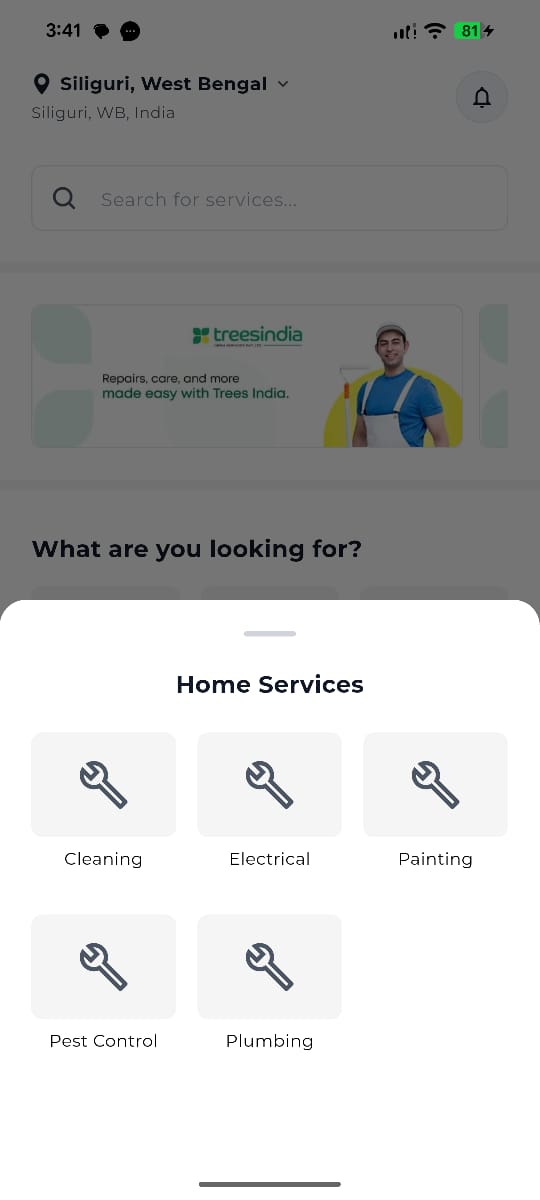 3:41
81
Siliguri, West Bengal
Siliguri, WB, India
Search for services...
treesindia
Repairs, care, and more
made easy with Trees India.
What are you looking for?
Home Services
Cleaning
Electrical
Painting
Pest Control
Plumbing